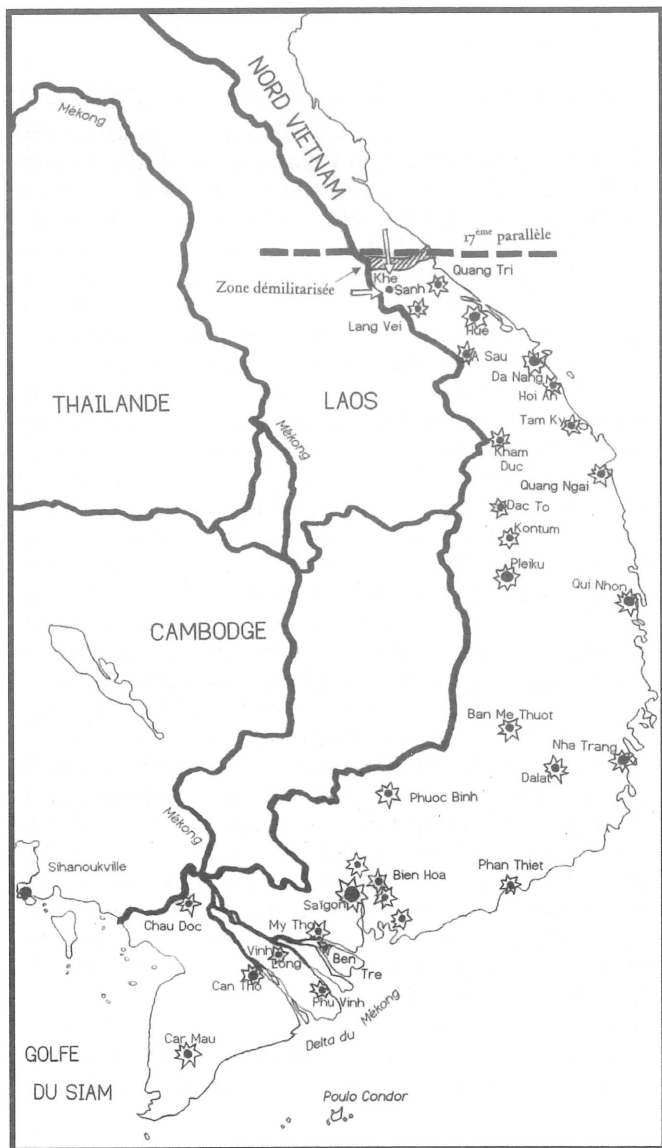 Mékong
NORD VIETNAM
17ème parallèle
Quang Tri
Khe
Sanh
Zone démilitarisée
Lang Vei
Hué
A Sau
Da Nang
Hoi An
THAILANDE
LAOS
Tam Ky
Mékong
Kham
Duc
Quang Ngai
Dac To
Kontum
Pleiku
Qui Nhon
CAMBODGE
Ban Me Thuot
Nha Trang
Dalat
Phuoc Binh
Mékong
Sihanoukville
Bien Hoa
Phan Thiet
Saïgon
Chau Doc
My Tho
Vinh
Long
Ben
Tre
Can Tho
Phu Vinh
Delta du Mékong
Car Mau
GOLFE
DU SIAM
Poulo Condor